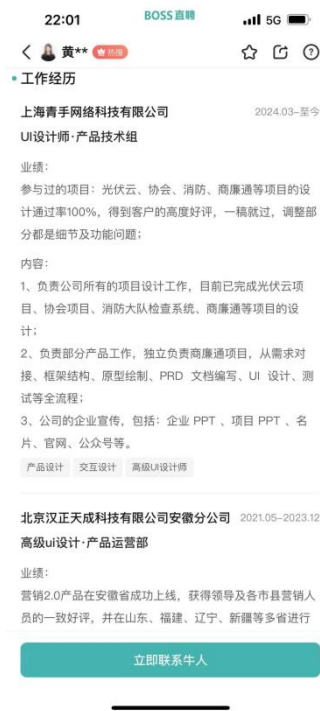 22:01
BOSS直聘
5G
黄**
热搜
工作经历
上海青手网络科技有限公司
2024.03-至今
UI设计师·产品技术组
业绩：
参与过的项目：光伏云、协会、消防、商廉通等项目的设
计通过率100%，得到客户的高度好评，一稿就过，调整部
分都是细节及功能问题；
内容：
1、负责公司所有的项目设计工作，目前已完成光伏云项
目、协会项目、消防大队检查系统、商廉通等项目的设
计；
2、负责部分产品工作，独立负责商廉通项目，从需求对
接、框架结构、原型绘制、PRD 文档编写、UI 设计、测
试等全流程；
3、公司的企业宣传，包括：企业 PPT 、项目 PPT 、名
片、官网、公众号等。
产品设计
交互设计
高级UI设计师
北京汉正天成科技有限公司安徽分公司
2021.05-2023.12
高级ui设计·产品运营部
业绩：
营销2.0产品在安徽省成功上线，获得领导及各市县营销人
员的一致好评，并在山东、福建、辽宁、新疆等多省进行
立即联系牛人